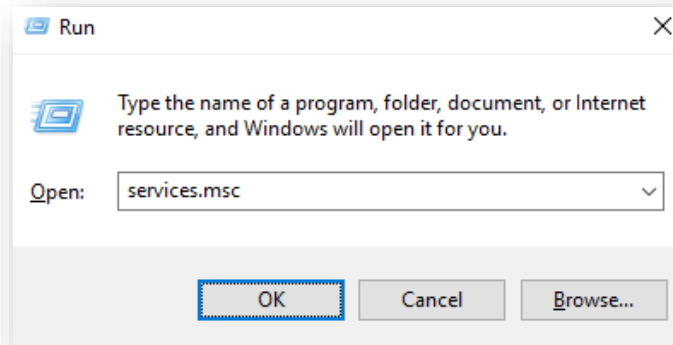 Run
Type the name of a program, folder, document, or Internet
resource, and Windows will open it for you.
Open: services.msc
OK Cancel Browse...